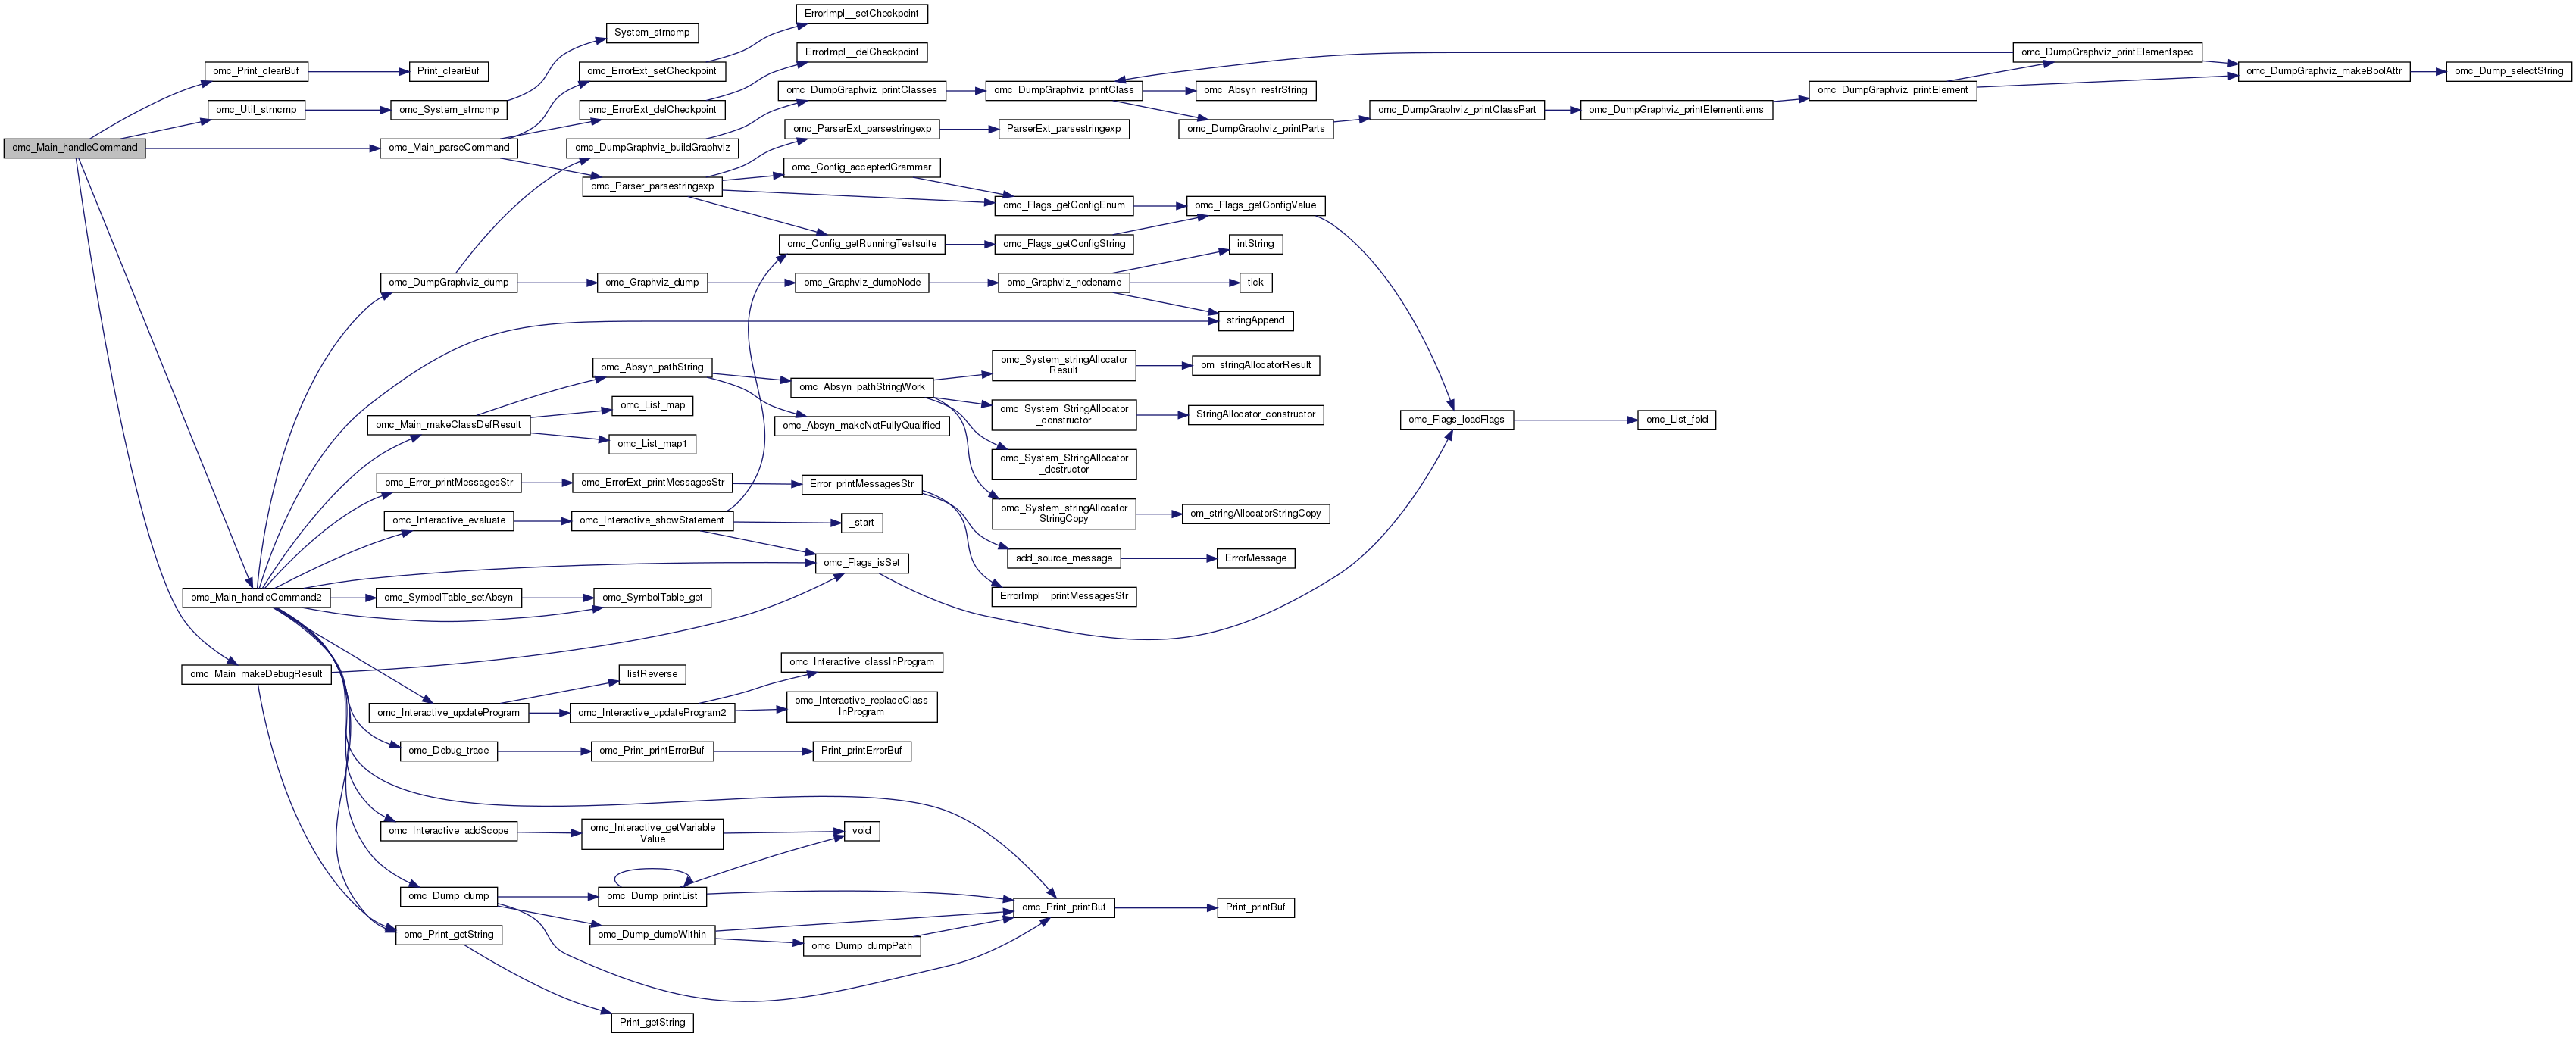 omc_Main_handleCommand
omc_Print_clearBuf
Print_clearBuf
omc_Util_strncmp
omc_System_strncmp
System_strncmp
omc_Main_parseCommand
omc_ErrorExt_setCheckpoint
ErrorImpl__setCheckpoint
omc_ErrorExt_delCheckpoint
ErrorImpl__delCheckpoint
omc_DumpGraphviz_buildGraphviz
omc_DumpGraphviz_printClasses
omc_DumpGraphviz_printClass
omc_Absyn_restrString
omc_DumpGraphviz_printParts
omc_DumpGraphviz_printClassPart
omc_DumpGraphviz_printElementitems
omc_DumpGraphviz_printElement
omc_DumpGraphviz_printElementspec
omc_DumpGraphviz_makeBoolAttr
omc_Dump_selectString
omc_Parser_parsestringexp
omc_ParserExt_parsestringexp
ParserExt_parsestringexp
omc_Config_acceptedGrammar
omc_Flags_getConfigEnum
omc_Flags_getConfigValue
omc_Config_getRunningTestsuite
omc_Flags_getConfigString
omc_DumpGraphviz_dump
omc_Graphviz_dump
omc_Graphviz_dumpNode
omc_Graphviz_nodename
intString
tick
stringAppend
omc_Main_makeClassDefResult
omc_Absyn_pathString
omc_List_map
omc_List_map1
omc_Absyn_pathStringWork
omc_Absyn_makeNotFullyQualified
omc_System_stringAllocator
Result
om_stringAllocatorResult
omc_System_StringAllocator
_constructor
StringAllocator_constructor
omc_System_StringAllocator
_destructor
omc_System_stringAllocator
StringCopy
om_stringAllocatorStringCopy
omc_Flags_loadFlags
omc_List_fold
omc_Error_printMessagesStr
omc_ErrorExt_printMessagesStr
Error_printMessagesStr
add_source_message
ErrorMessage
ErrorImpl__printMessagesStr
omc_Interactive_evaluate
omc_Interactive_showStatement
_start
omc_Flags_isSet
omc_Main_handleCommand2
omc_SymbolTable_setAbsyn
omc_SymbolTable_get
omc_Main_makeDebugResult
omc_Interactive_updateProgram
listReverse
omc_Interactive_updateProgram2
omc_Interactive_classInProgram
omc_Interactive_replaceClass
InProgram
omc_Debug_trace
omc_Print_printErrorBuf
Print_printErrorBuf
omc_Interactive_addScope
omc_Interactive_getVariable
Value
void
omc_Dump_dump
omc_Dump_printList
omc_Print_printBuf
Print_printBuf
omc_Print_getString
omc_Dump_dumpWithin
omc_Dump_dumpPath
Print_getString